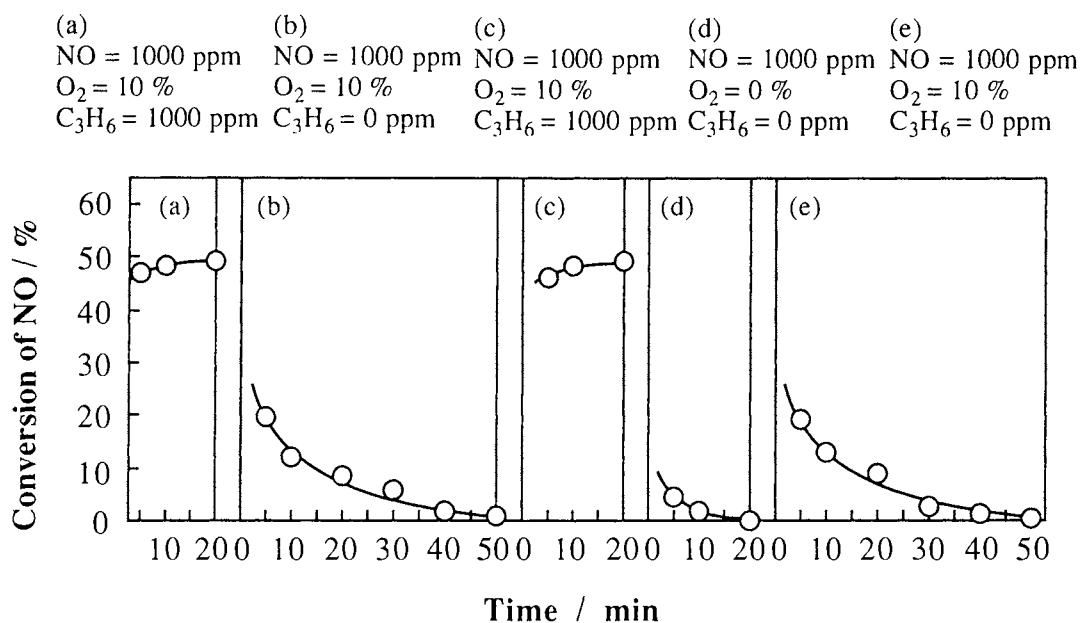 (a)
NO = 1000 ppm
O₂ = 10 %
C₃H₆ = 1000 ppm
(b)
NO = 1000 ppm
O₂ = 10 %
C₃H₆ = 0 ppm
(c)
NO = 1000 ppm
O₂ = 10 %
C₃H₆ = 1000 ppm
(d)
NO = 1000 ppm
O₂ = 0 %
C₃H₆ = 0 ppm
(e)
NO = 1000 ppm
O₂ = 10 %
C₃H₆ = 0 ppm
Conversion of NO / %
60
50
40
30
20
10
0
(a)
(b)
(c)
(d)
(e)
10 20 0 10 20 30 40 50 0 10 20 0 10 20 0 10 20 30 40 50
Time / min